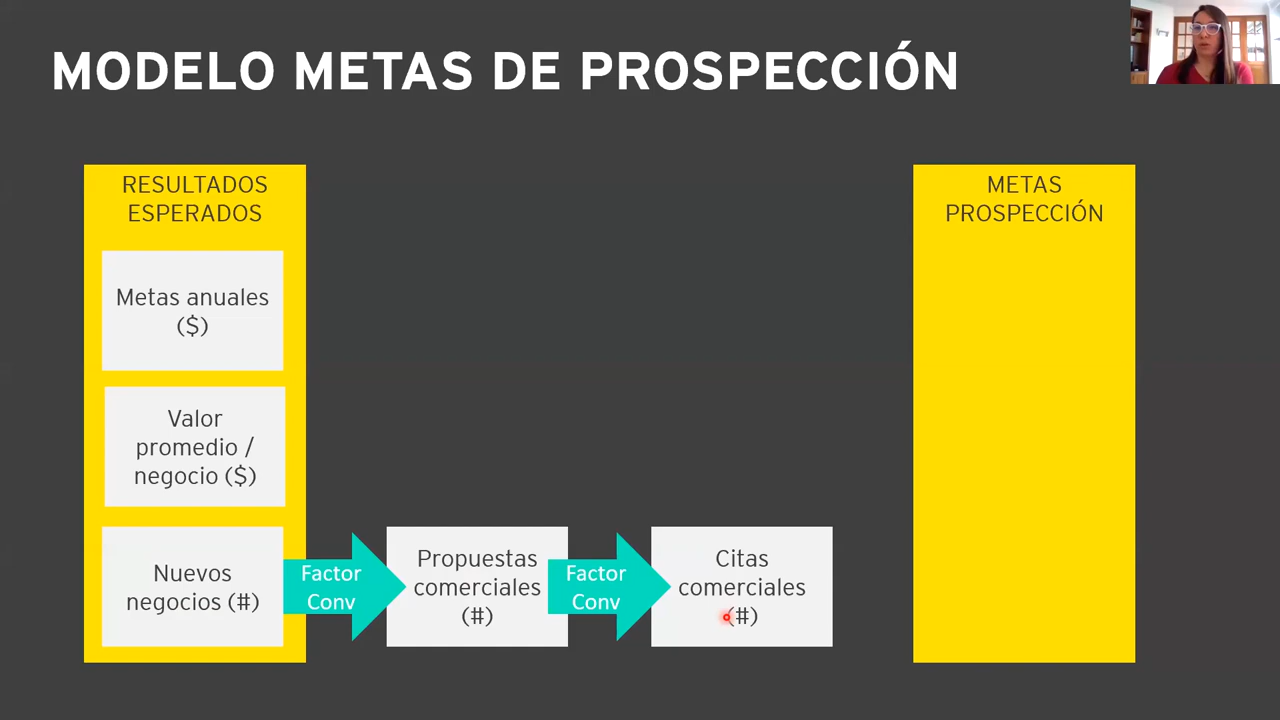 MODELO METAS DE PROSPECCIÓN
RESULTADOS
ESPERADOS
Metas anuales
($)
Valor
promedio /
negocio ($)
Nuevos
negocios (#)
Factor
Conv
Propuestas
comerciales
(#)
Factor
Conv
Citas
comerciales
(#)
METAS
PROSPECCIÓN